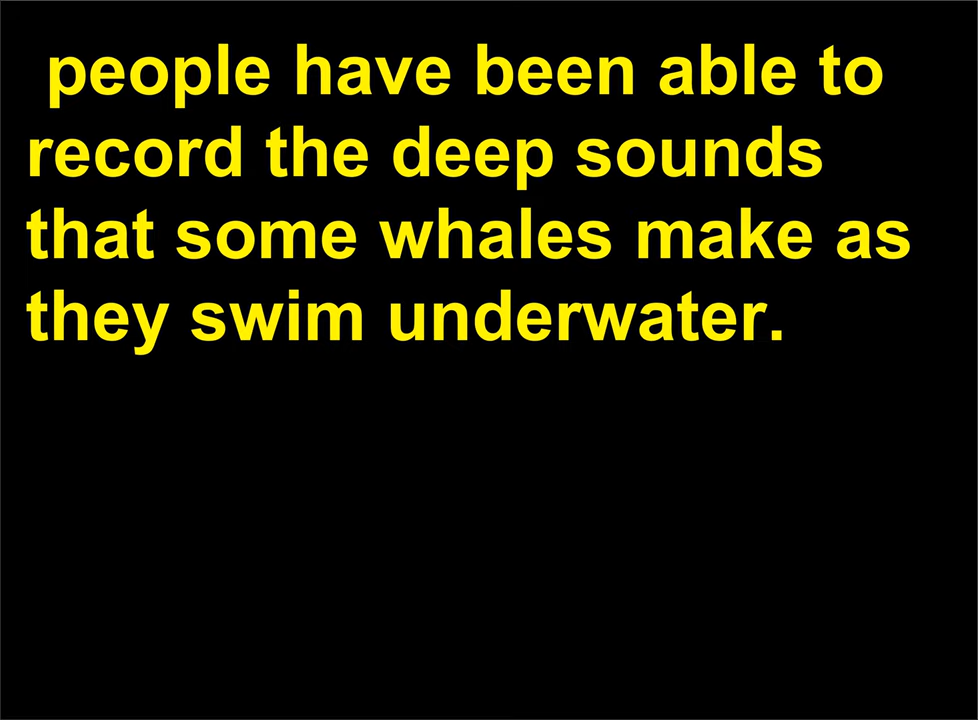 people have been able to
record the deep sounds
that some whales make as
they swim underwater.